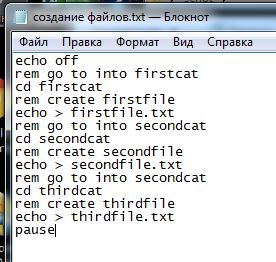 создание файлов.txt — Блокнот
Файл Правка Формат Вид Справка
echo off
rem go to into firstcat
cd firstcat
rem create firstfile
echo > firstfile.txt
rem go to into secondcat
cd secondcat
rem create secondfile
echo > secondfile.txt
rem go to into secondcat
cd thirdcat
rem create thirdfile
echo > thirdfile.txt
pause